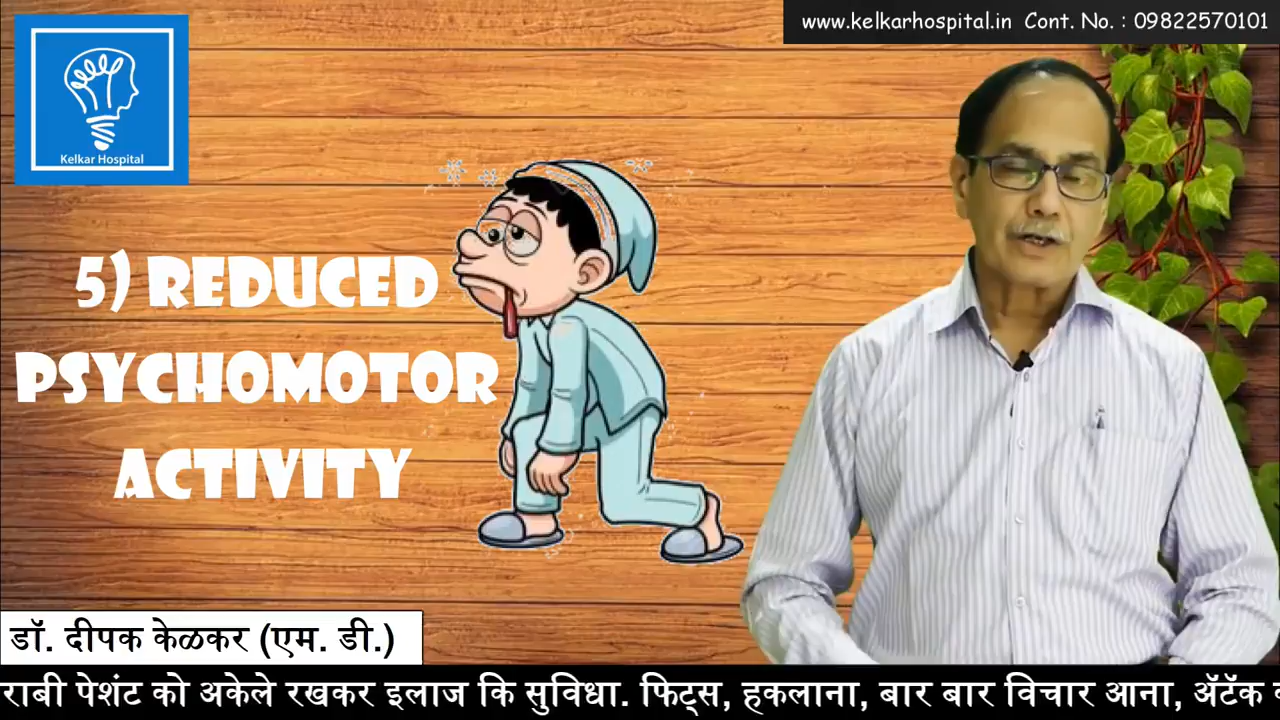 www.kelkarhospital.in Cont. No. : 09822570101
Kelkar Hospital
5) REDUCED
PSYCHOMOTOR
ACTIVITY
डॉ. दीपक केळकर (एम. डी.)
राबी पेशंट को अकेले रखकर इलाज कि सुविधा. फिट्स, हकलाना, बार बार विचार आना, ॲटॅक